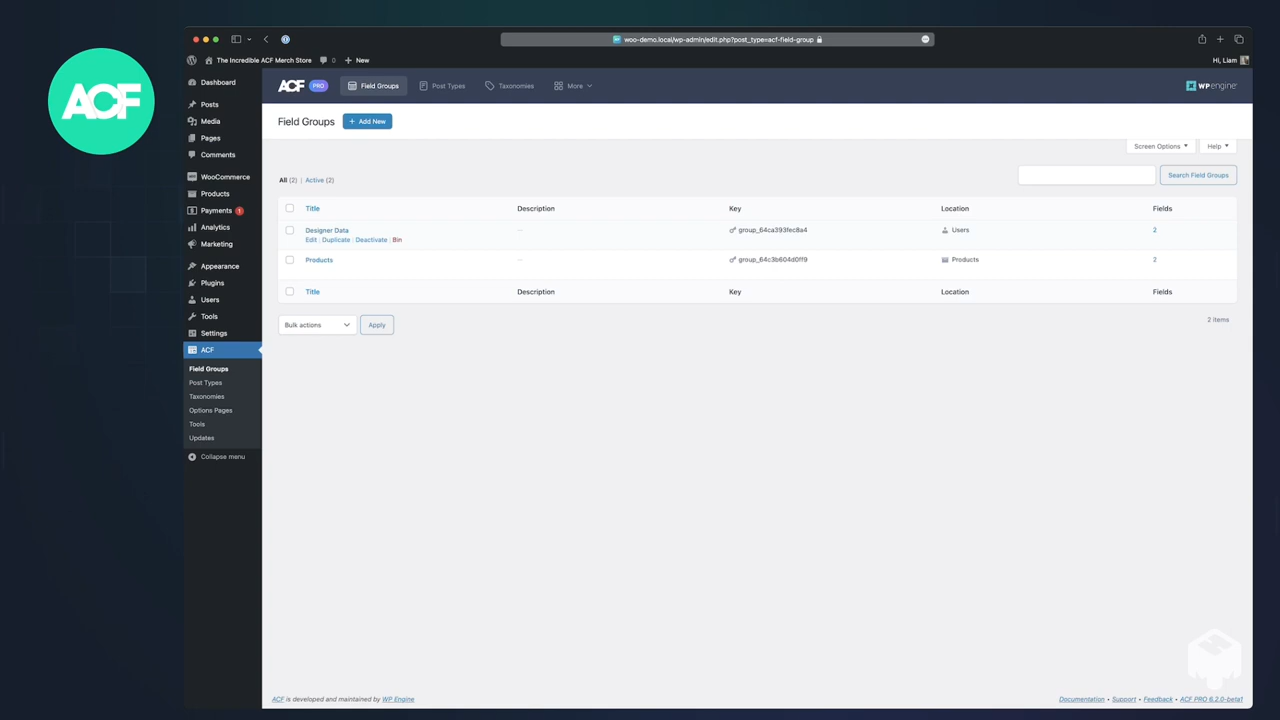 ACF
woo-demo.local/wp-admin/edit.php?post_type=acf-field-group
The Incredible ACF Merch Store 0 New Hi, Liam
Dashboard
Posts
Media
Pages
Comments
WooCommerce
Products
Payments 1
Analytics
Marketing
Appearance
Plugins
Users
Tools
Settings
ACF
Field Groups
Post Types
Taxonomies
Options Pages
Tools
Updates
Collapse menu
ACF PRO Field Groups Post Types Taxonomies More WP engine
Field Groups + Add New
Screen Options Help
All (2) | Active (2) Search Field Groups
Title Description Key Location Fields
Designer Data — group_64ca393fec8a4 Users 2
Edit | Duplicate | Deactivate | Bin
Products — group_64c3b604d0ff9 Products 2
Title Description Key Location Fields
Bulk actions Apply 2 items
ACF is developed and maintained by WP Engine Documentation · Support · Feedback · ACF PRO 6.2.0-beta1